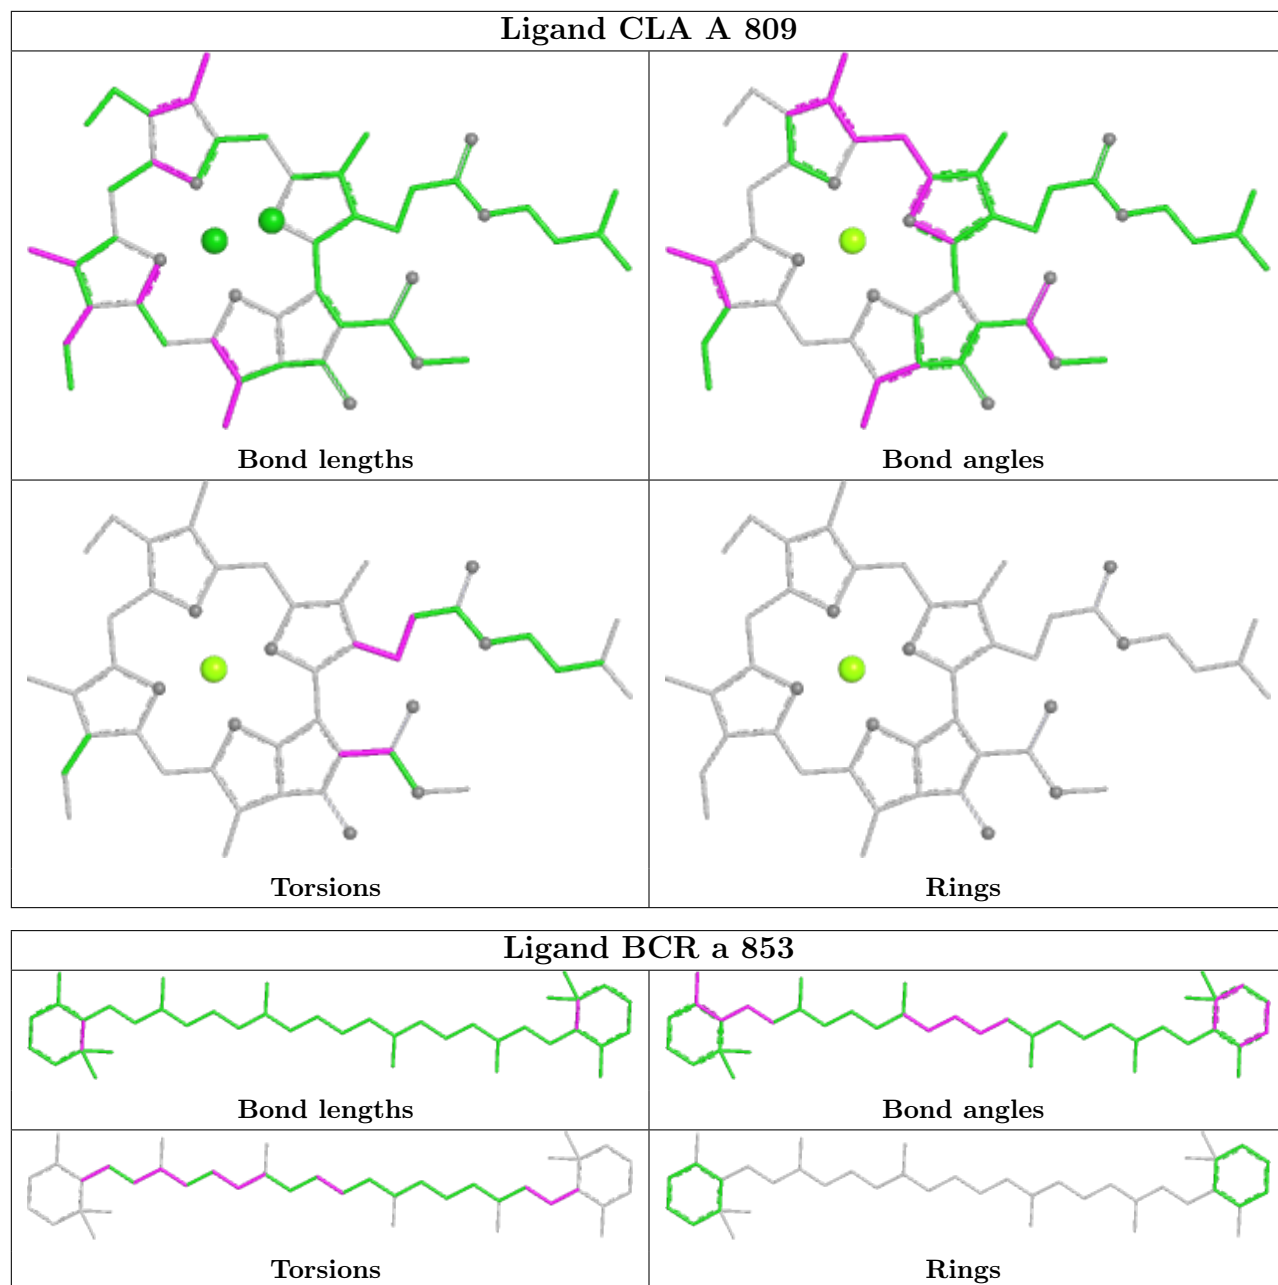 Ligand CLA A 809
Bond lengths
Bond angles
Torsions
Rings
Ligand BCR a 853
Bond lengths
Bond angles
Torsions
Rings